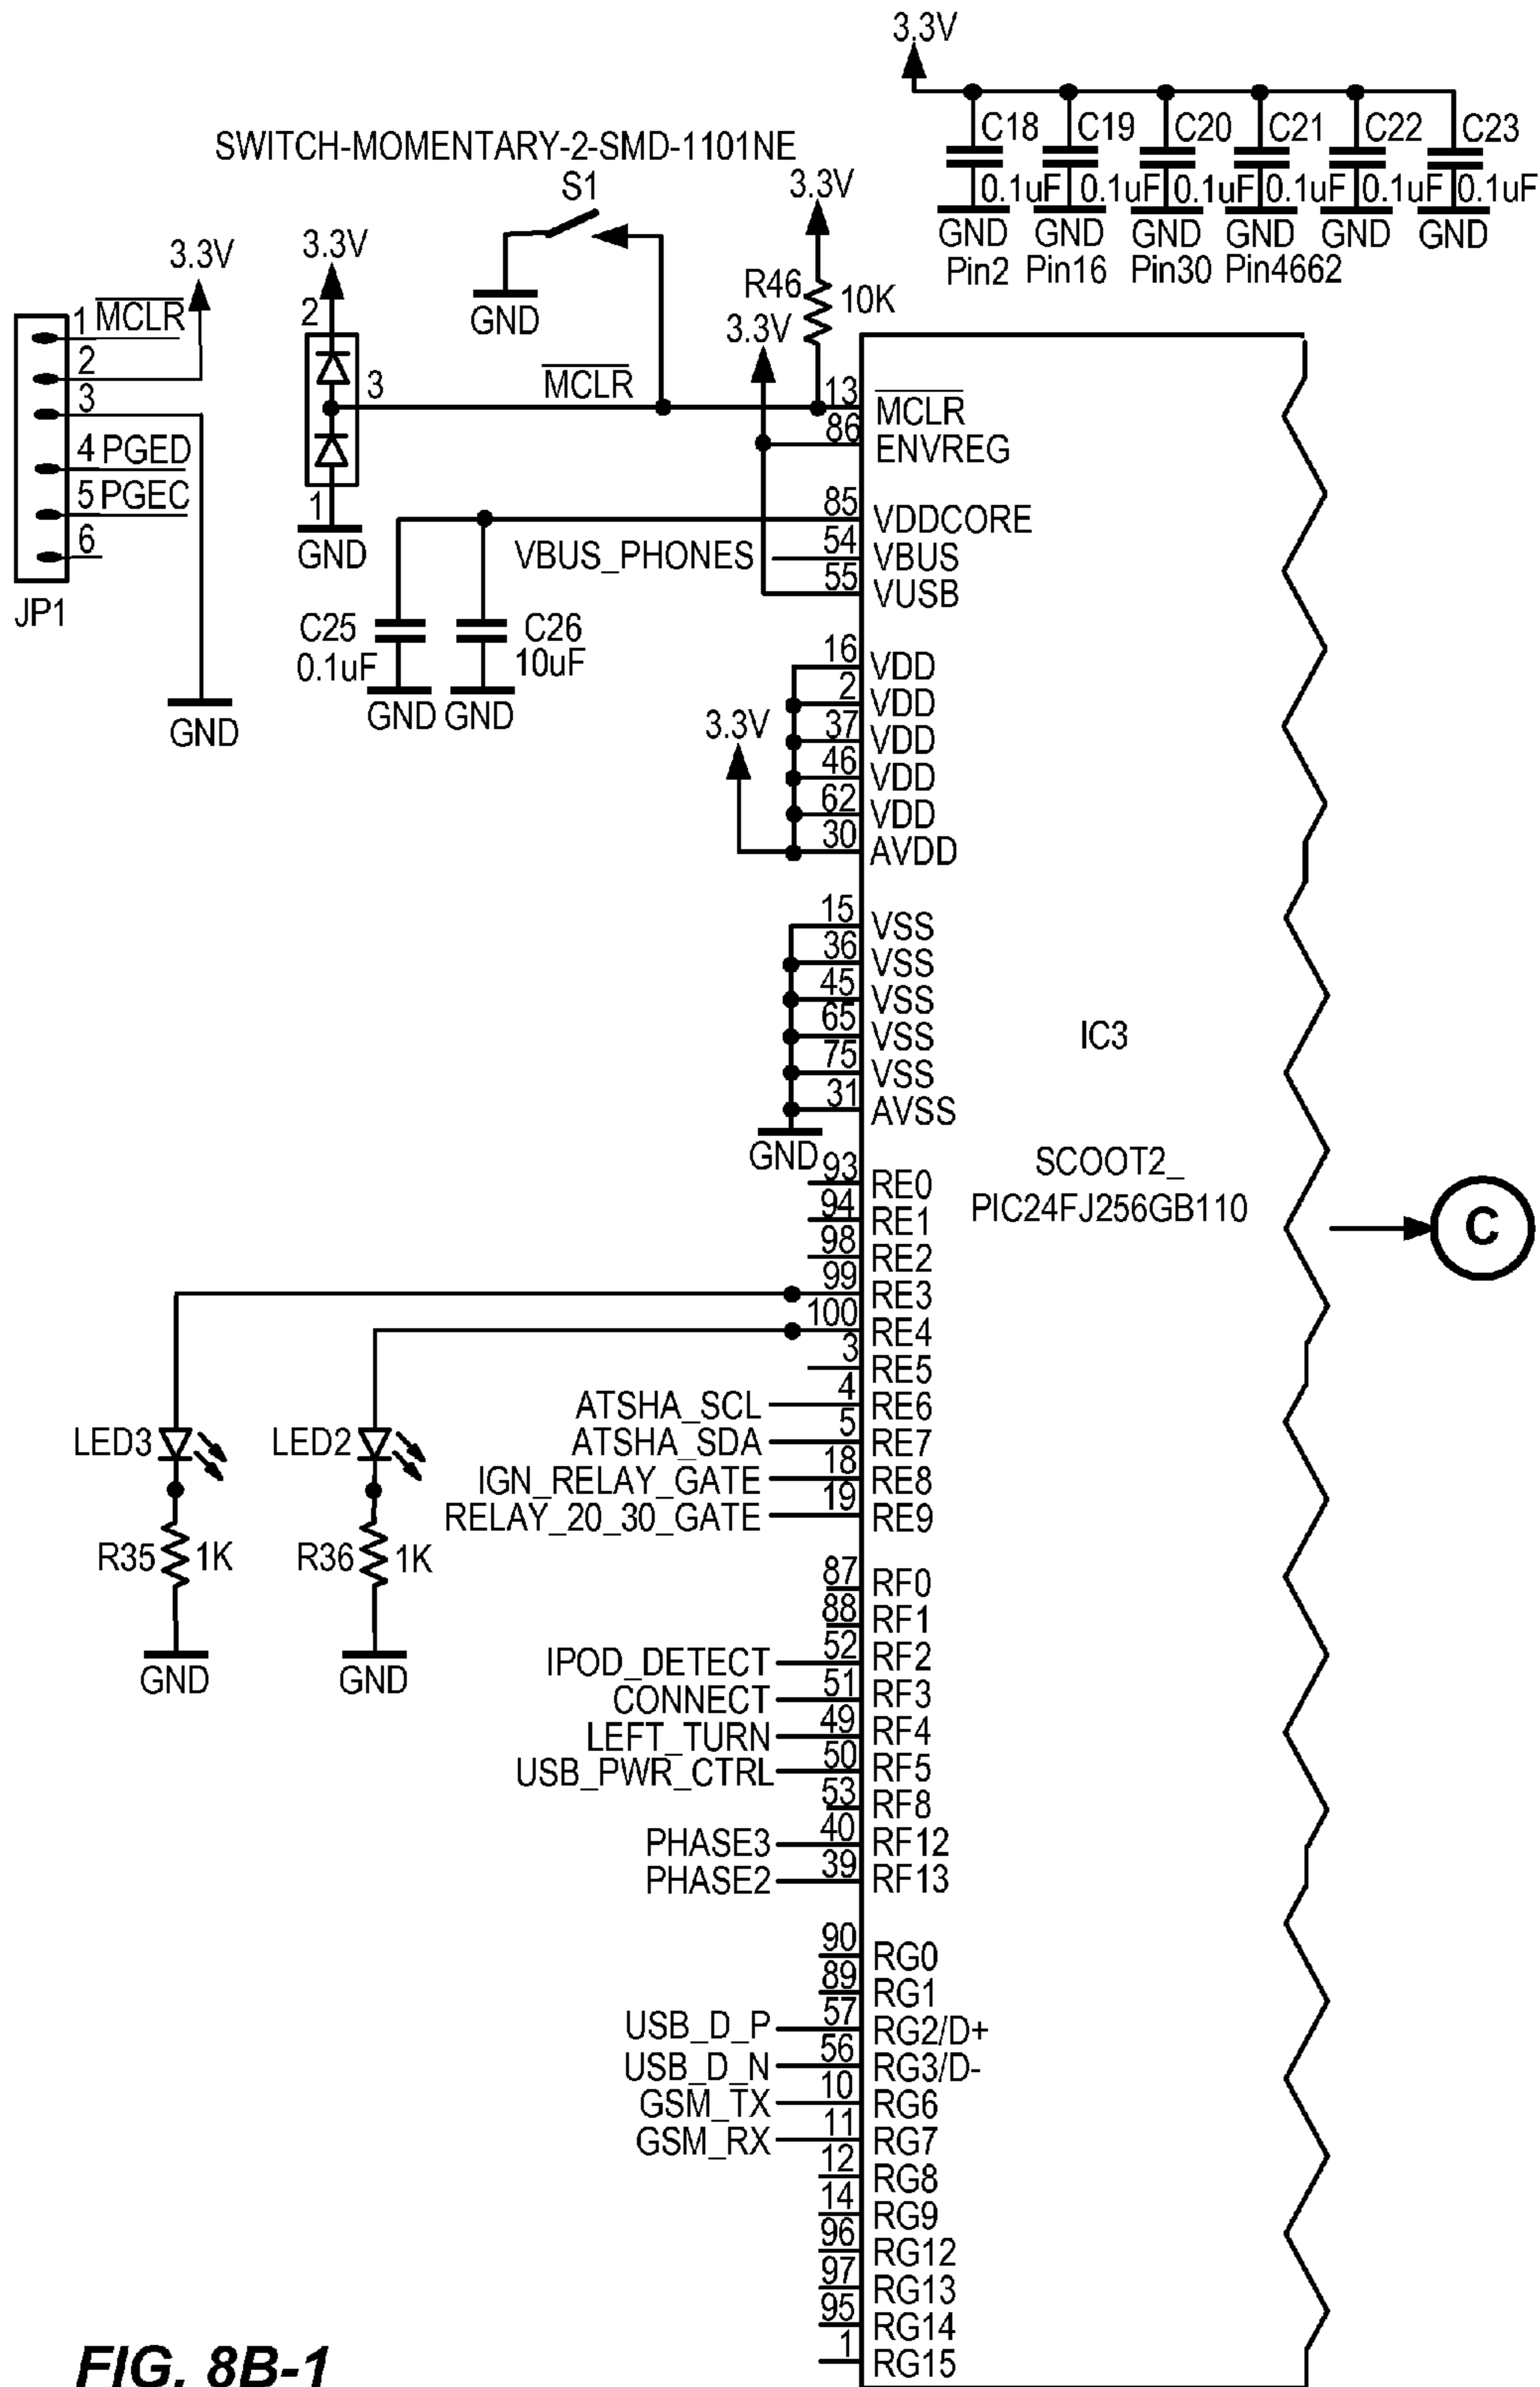 3.3V
C18
C19
C20
C21
C22
C23
0.1uF
0.1uF
0.1uF
0.1uF
0.1uF
0.1uF
GND
GND
GND
GND
GND
GND
Pin2
Pin16
Pin30
Pin4662
SWITCH-MOMENTARY-2-SMD-1101NE
S1
GND
3.3V
R46
10K
3.3V
3.3V
1
MCLR
2
3
4 PGED
5 PGEC
6
JP1
GND
3.3V
2
3
1
GND
MCLR
13
MCLR
86
ENVREG
85
VDDCORE
VBUS_PHONES
54
VBUS
55
VUSB
C25
0.1uF
C26
10uF
GND
GND
3.3V
16
VDD
2
VDD
37
VDD
46
VDD
62
VDD
30
AVDD
15
VSS
36
VSS
45
VSS
65
VSS
75
VSS
31
AVSS
GND
IC3
SCOOT2_
PIC24FJ256GB110
C
93
RE0
94
RE1
98
RE2
99
RE3
100
RE4
3
RE5
ATSHA_SCL
4
RE6
ATSHA_SDA
5
RE7
IGN_RELAY_GATE
18
RE8
RELAY_20_30_GATE
19
RE9
LED3
LED2
R35
1K
R36
1K
GND
GND
87
RF0
88
RF1
IPOD_DETECT
52
RF2
CONNECT
51
RF3
LEFT_TURN
49
RF4
USB_PWR_CTRL
50
RF5
53
RF8
PHASE3
40
RF12
PHASE2
39
RF13
90
RG0
89
RG1
USB_D_P
57
RG2/D+
USB_D_N
56
RG3/D-
GSM_TX
10
RG6
GSM_RX
11
RG7
12
RG8
14
RG9
96
RG12
97
RG13
95
RG14
1
RG15
FIG. 8B-1